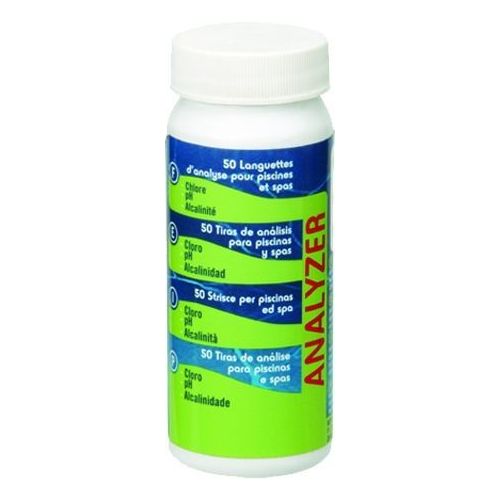 50 Languettes
d'analyse pour piscines
et spas
F
Chlore
pH
Alcalinité
50 Tiras de análisis
para piscinas
y spas
E
Cloro
pH
Alcalinidad
50 Strisce per piscinas
ed spa
I
Cloro
pH
Alcalinità
50 Tiras de análise
para piscinas
e spas
P
Cloro
pH
Alcalinidade
ANALYZER